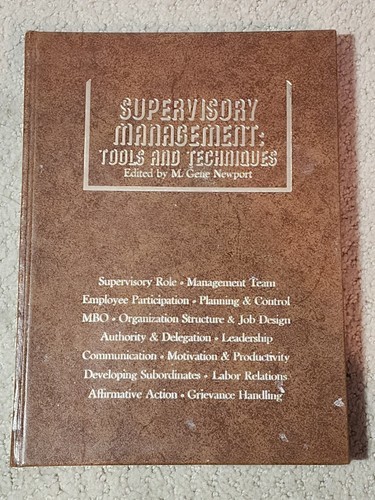 SUPERVISORY
MANAGEMENT:
TOOLS AND TECHNIQUES
Edited by M. Gene Newport
Supervisory Role • Management Team
Employee Participation • Planning & Control
MBO • Organization Structure & Job Design
Authority & Delegation • Leadership
Communication • Motivation & Productivity
Developing Subordinates • Labor Relations
Affirmative Action • Grievance Handling